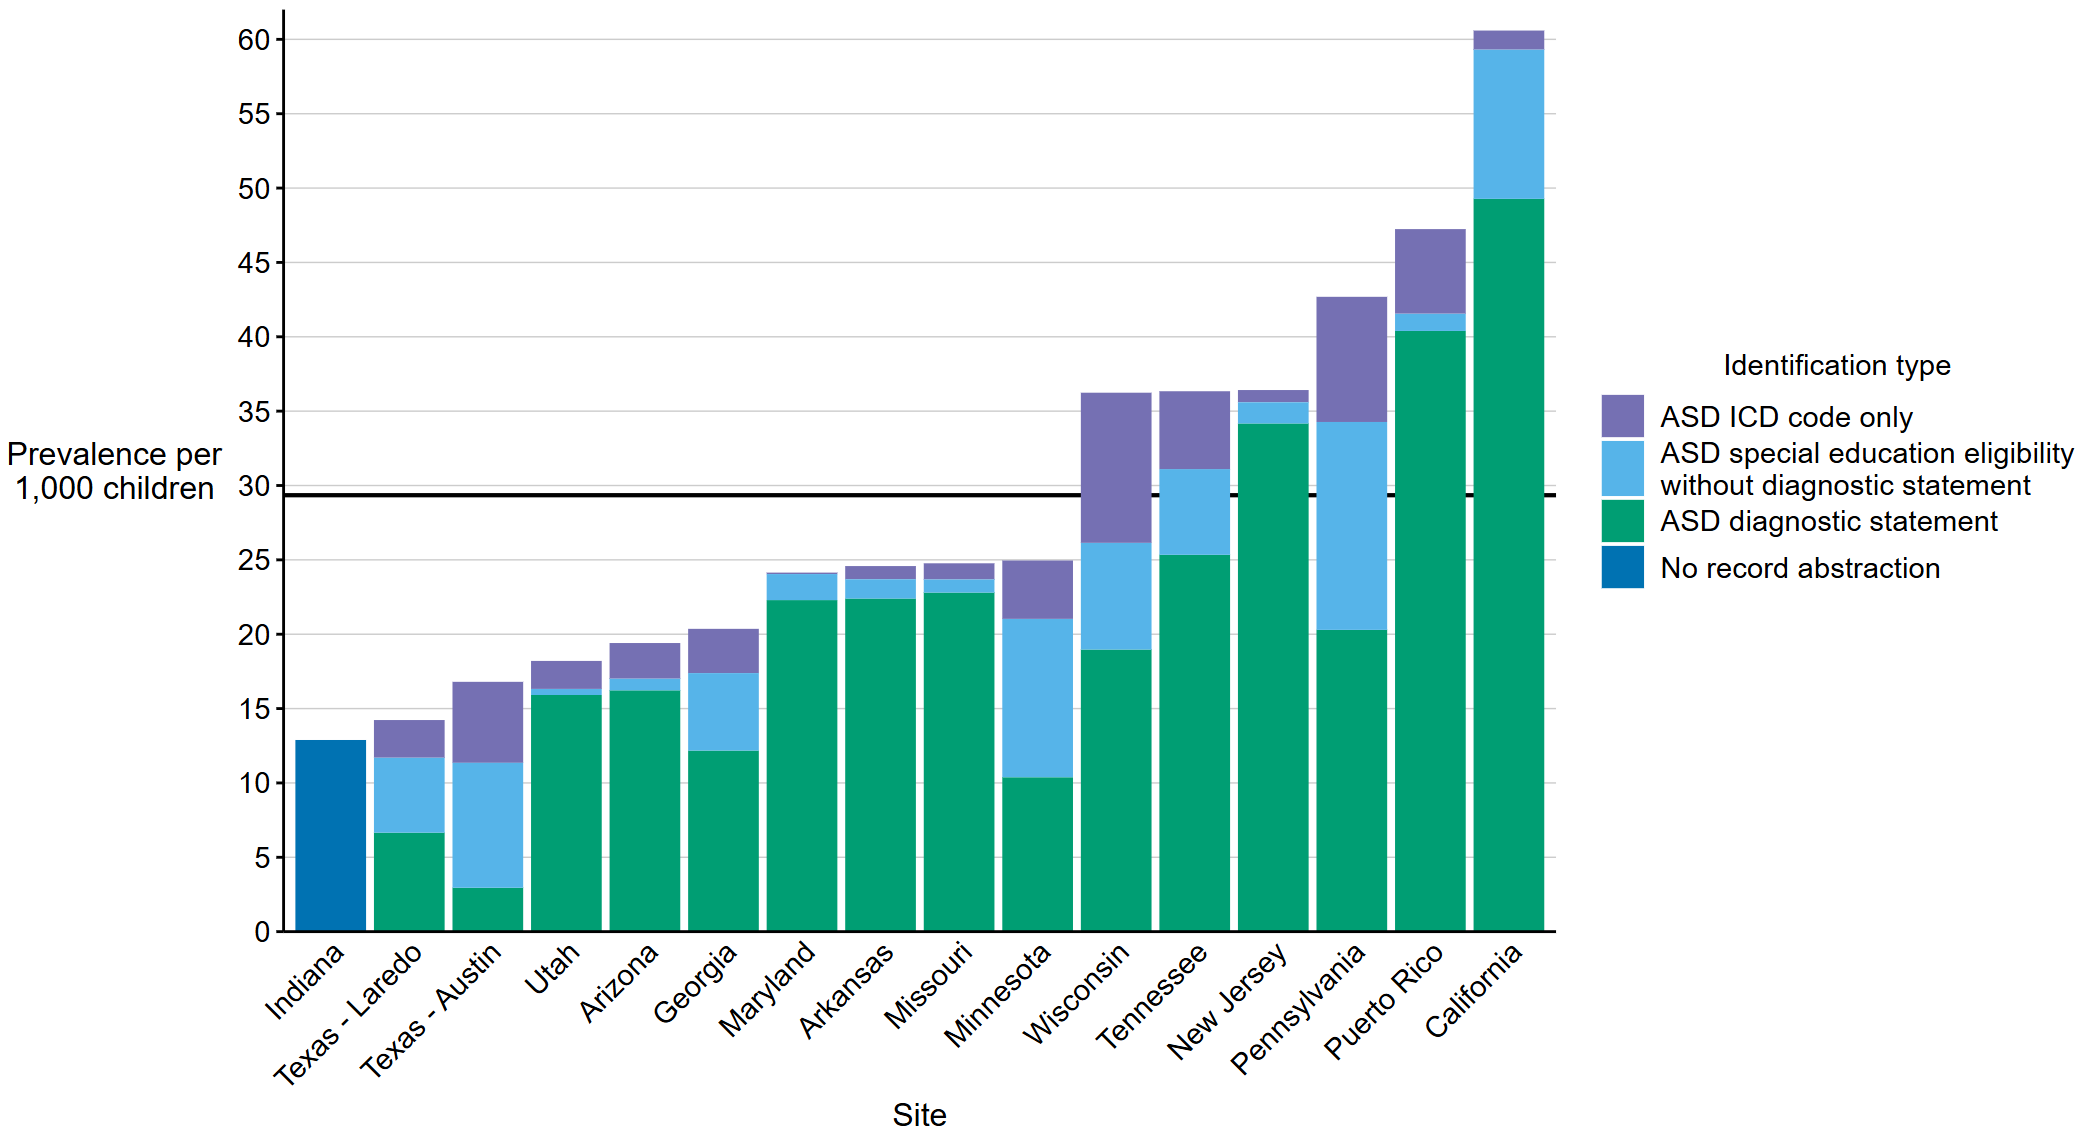 60
55
50
45
40
35
30
25
20
15
10
5
0
Prevalence per
1,000 children
Indiana
Texas - Laredo
Texas - Austin
Utah
Arizona
Georgia
Maryland
Arkansas
Missouri
Minnesota
Wisconsin
Tennessee
New Jersey
Pennsylvania
Puerto Rico
California
Site
Identification type
ASD ICD code only
ASD special education eligibility
without diagnostic statement
ASD diagnostic statement
No record abstraction